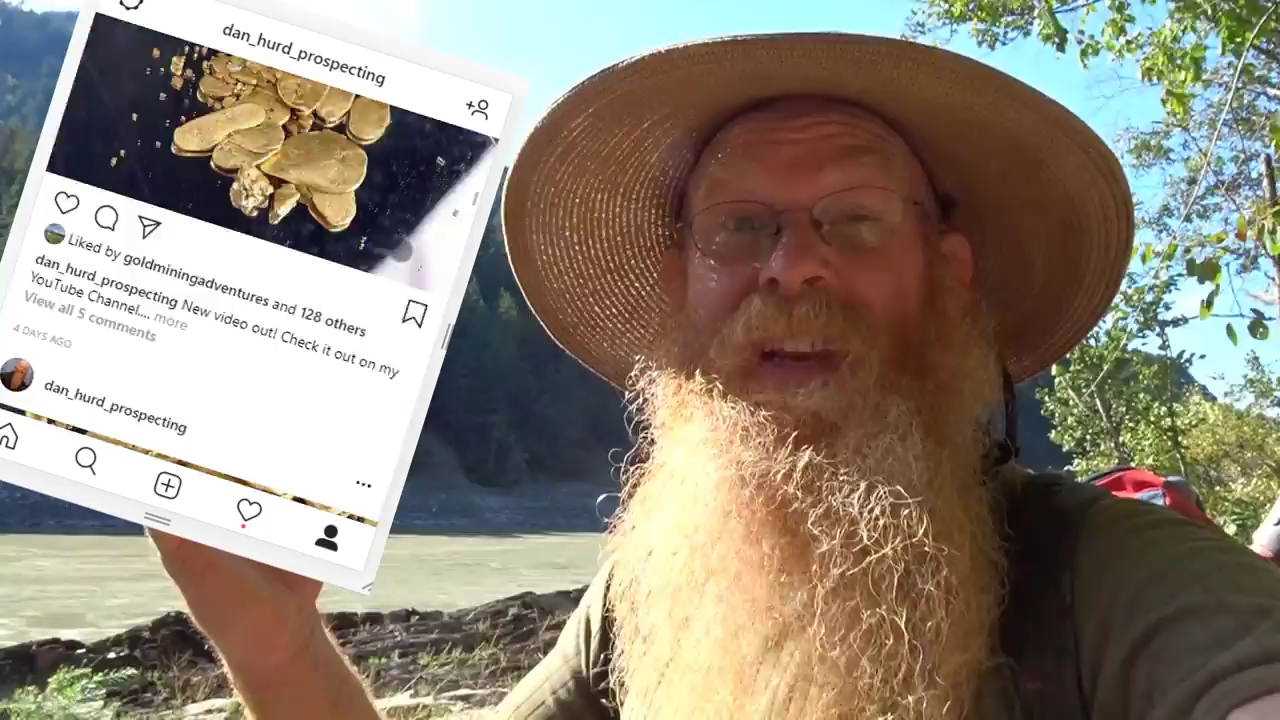 dan_hurd_prospecting
Liked by goldminingadventures and 128 others
dan_hurd_prospecting New video out! Check it out on my
YouTube Channel.... more
View all 5 comments
4 DAYS AGO
dan_hurd_prospecting